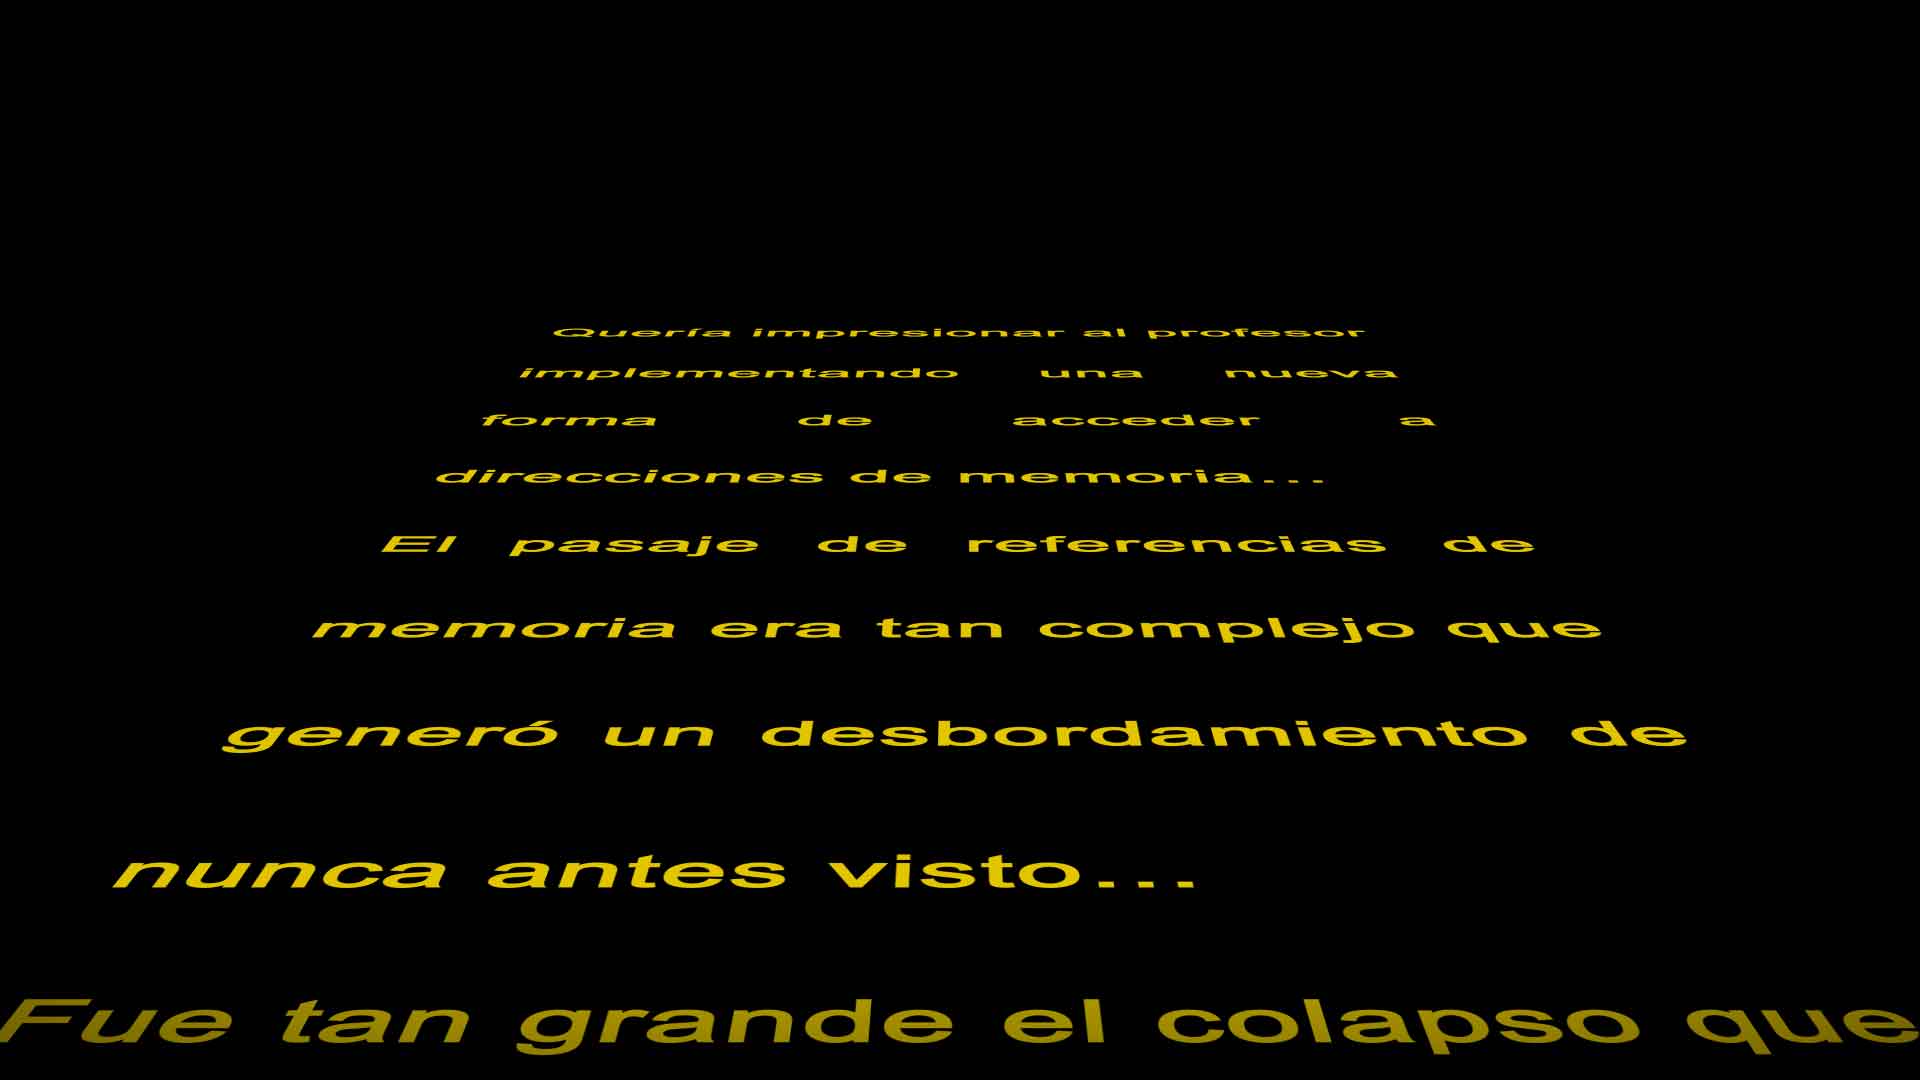 Quería impresionar al profesor
implementando una nueva
forma de acceder a
direcciones de memoria...
El pasaje de referencias de
memoria era tan complejo que
generó un desbordamiento de
nunca antes visto...
Fue tan grande el colapso que